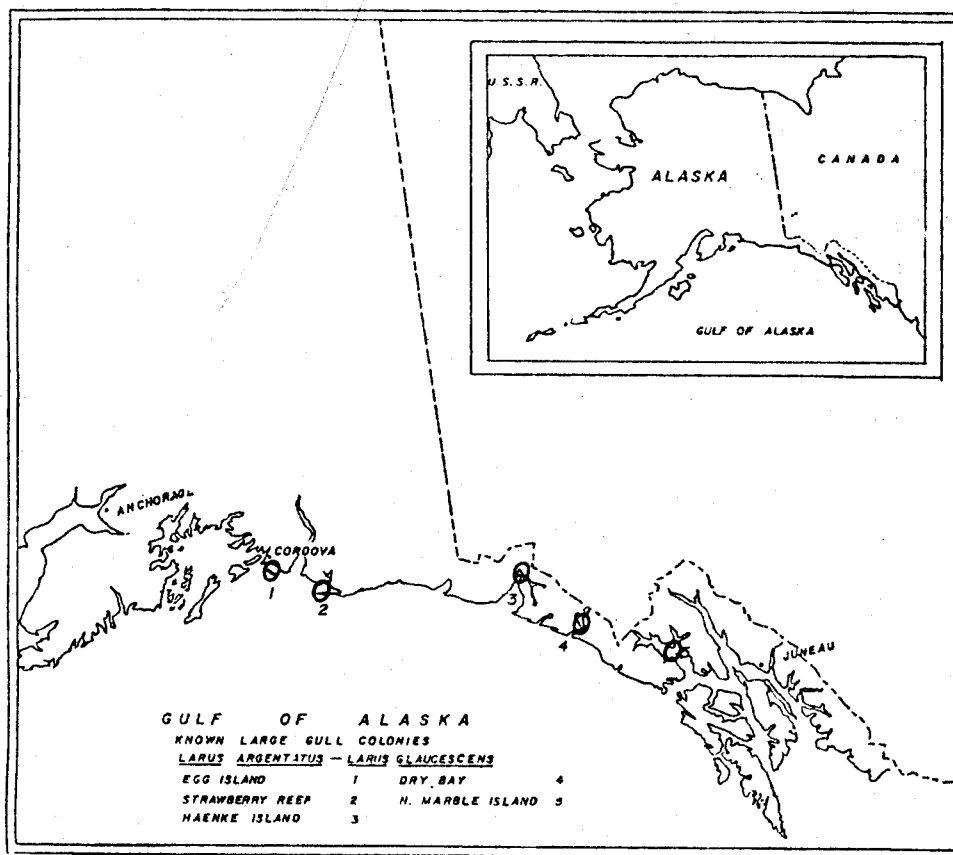 U.S.S.R.
CANADA
ALASKA
GULF OF ALASKA
ANCHORAGE
CORDOVA
1
2
3
4
5
JUNEAU
GULF OF ALASKA
KNOWN LARGE GULL COLONIES
LARUS ARGENTATUS — LARUS GLAUCESCENS
EGG ISLAND 1 DRY BAY 4
STRAWBERRY REEF 2 N. MARBLE ISLAND 5
HAENKE ISLAND 3